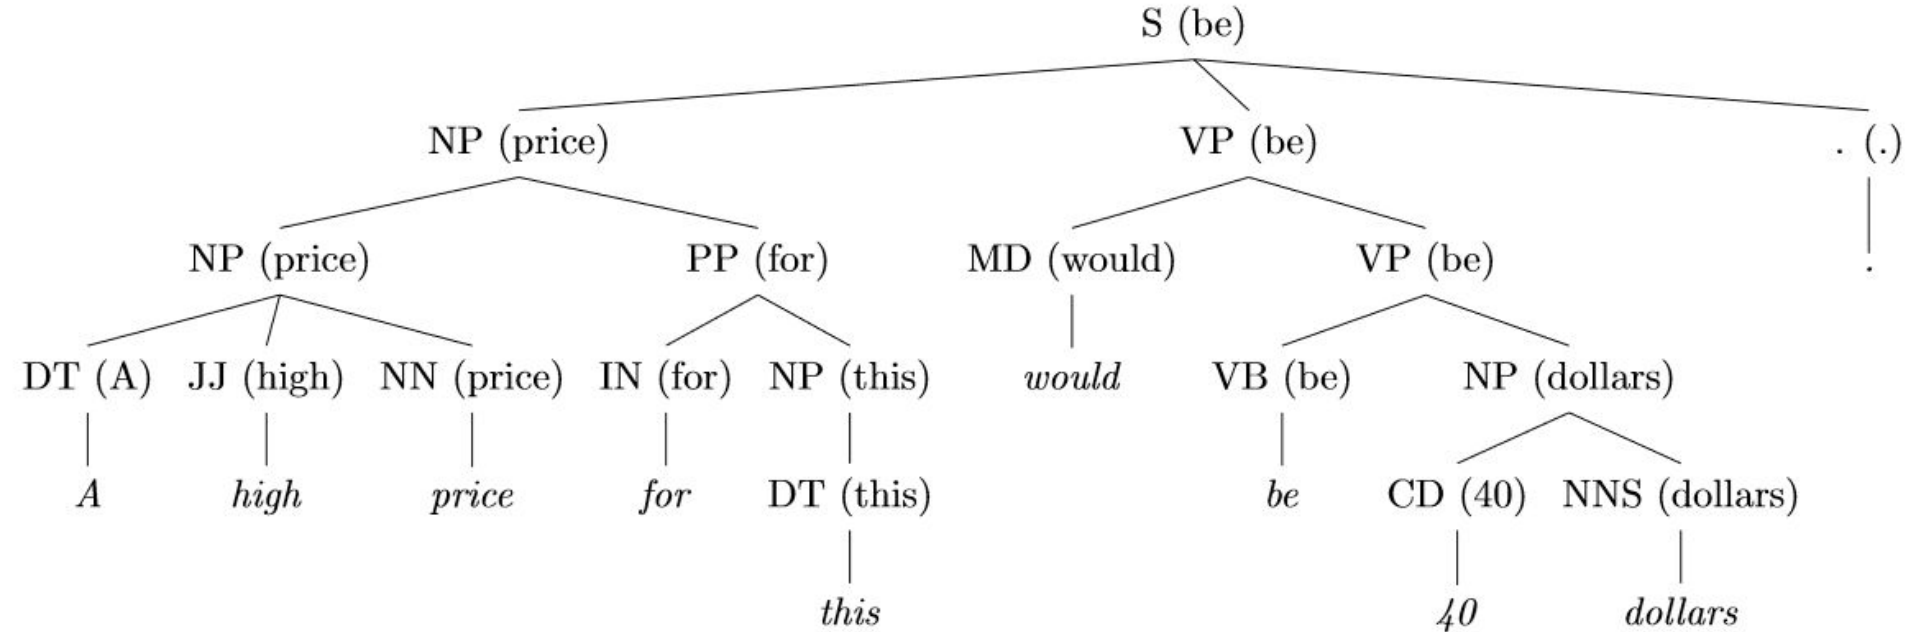 S (be)
NP (price) VP (be) . (.)
NP (price) PP (for) MD (would) VP (be) .
DT (A) JJ (high) NN (price) IN (for) NP (this) would VB (be) NP (dollars)
A high price for DT (this) be CD (40) NNS (dollars)
this 40 dollars